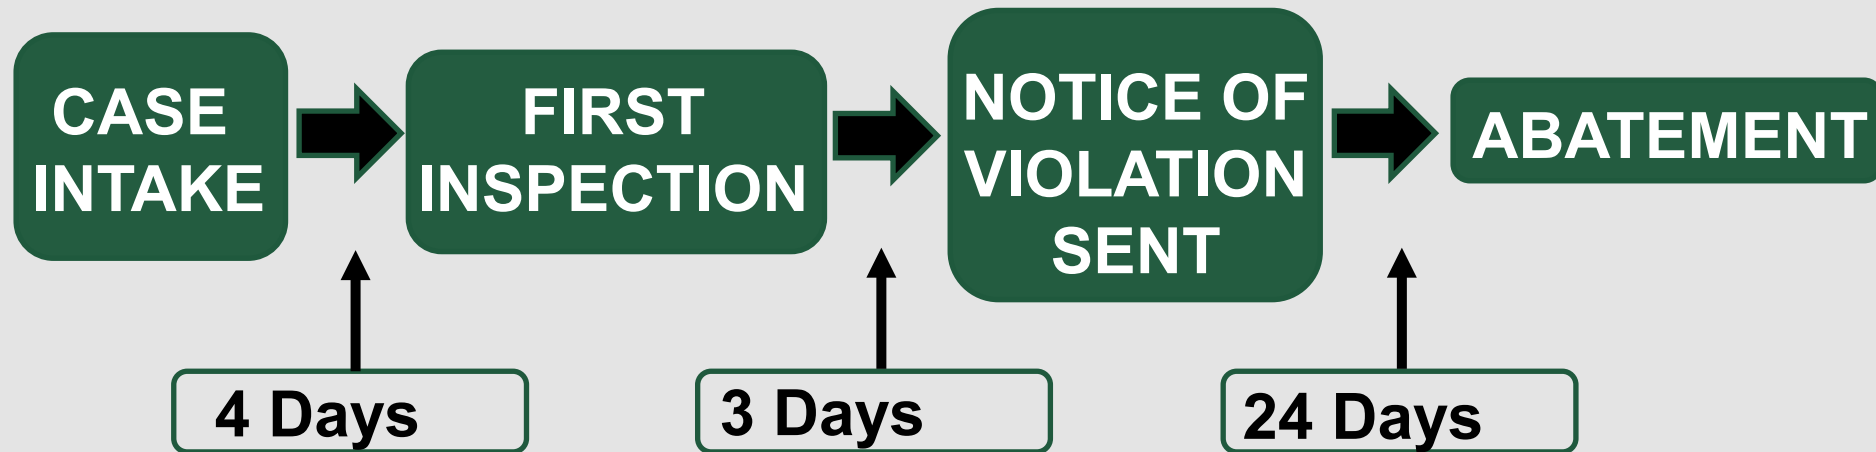 CASE
INTAKE
FIRST
INSPECTION
NOTICE OF
VIOLATION
SENT
ABATEMENT
4 Days
3 Days
24 Days